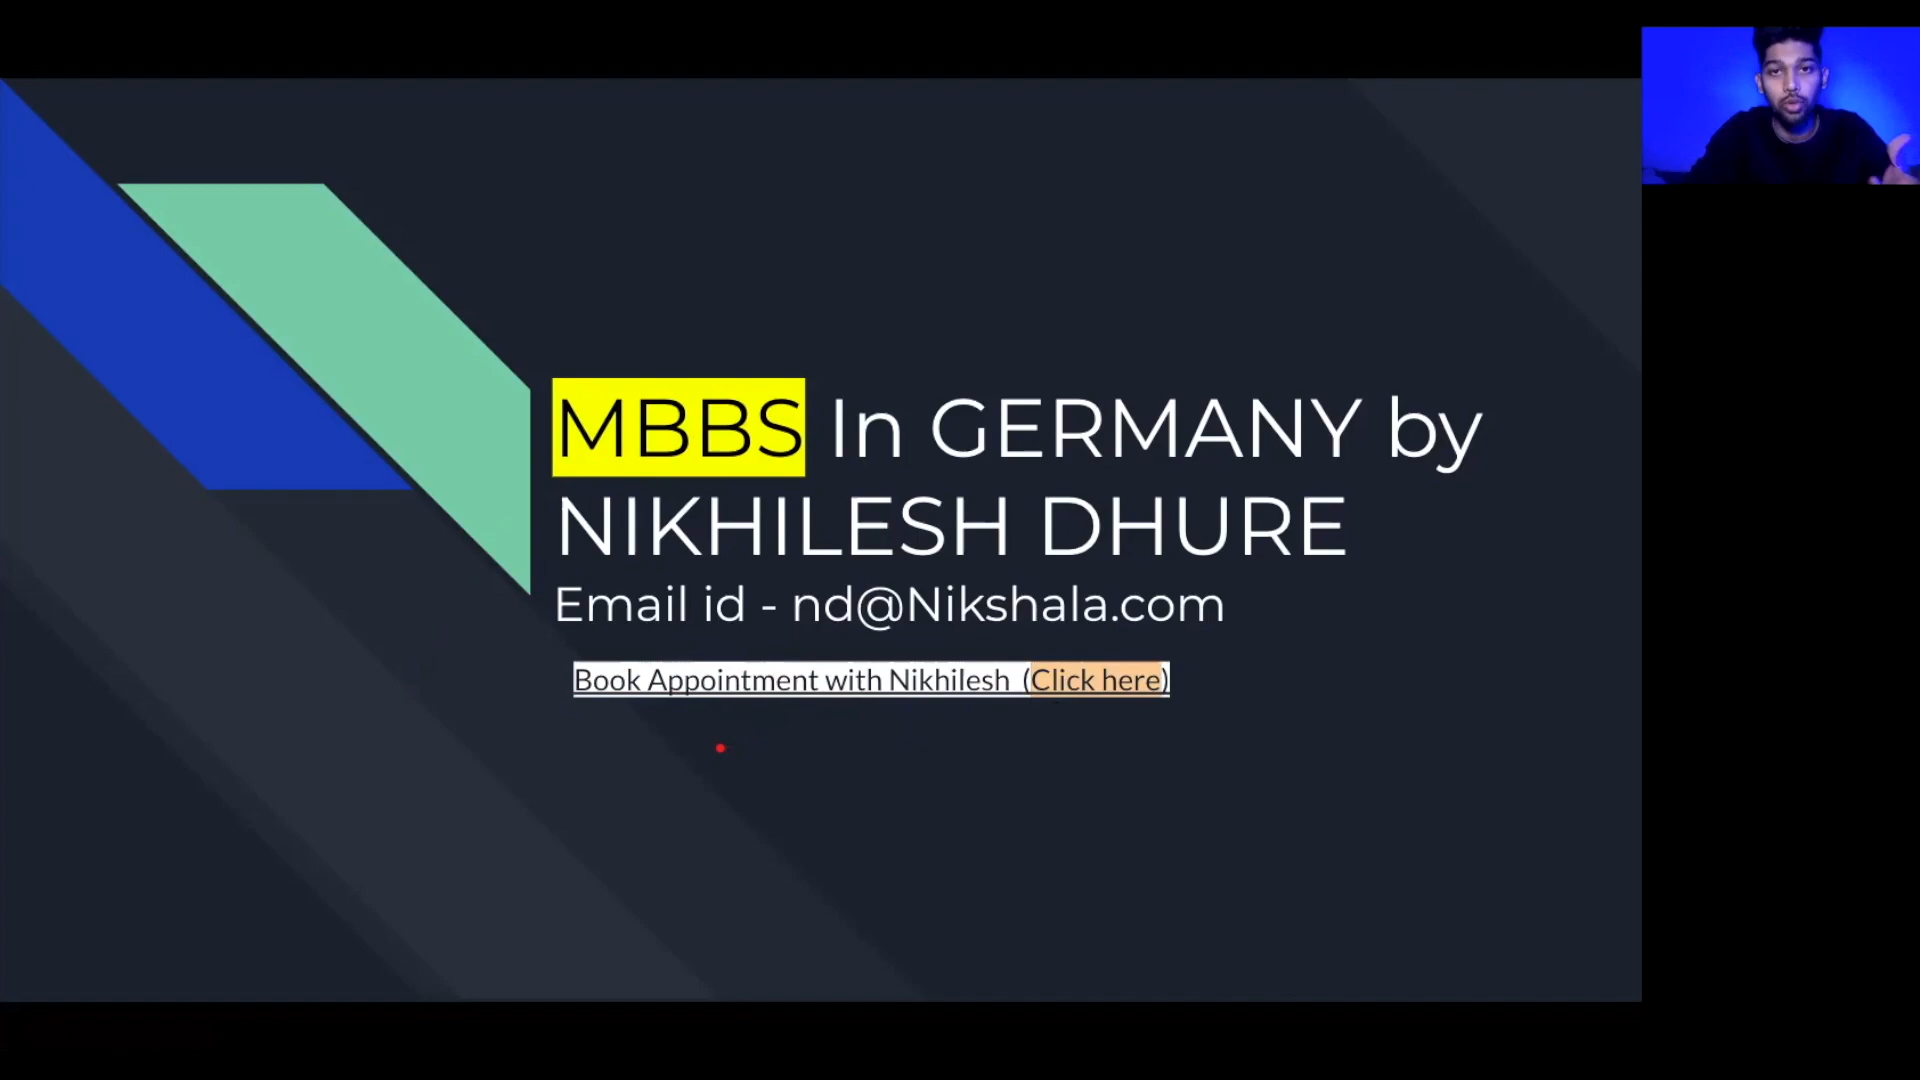 MBBS In GERMANY by
NIKHILESH DHURE
Email id - nd@Nikshala.com
Book Appointment with Nikhilesh (Click here)